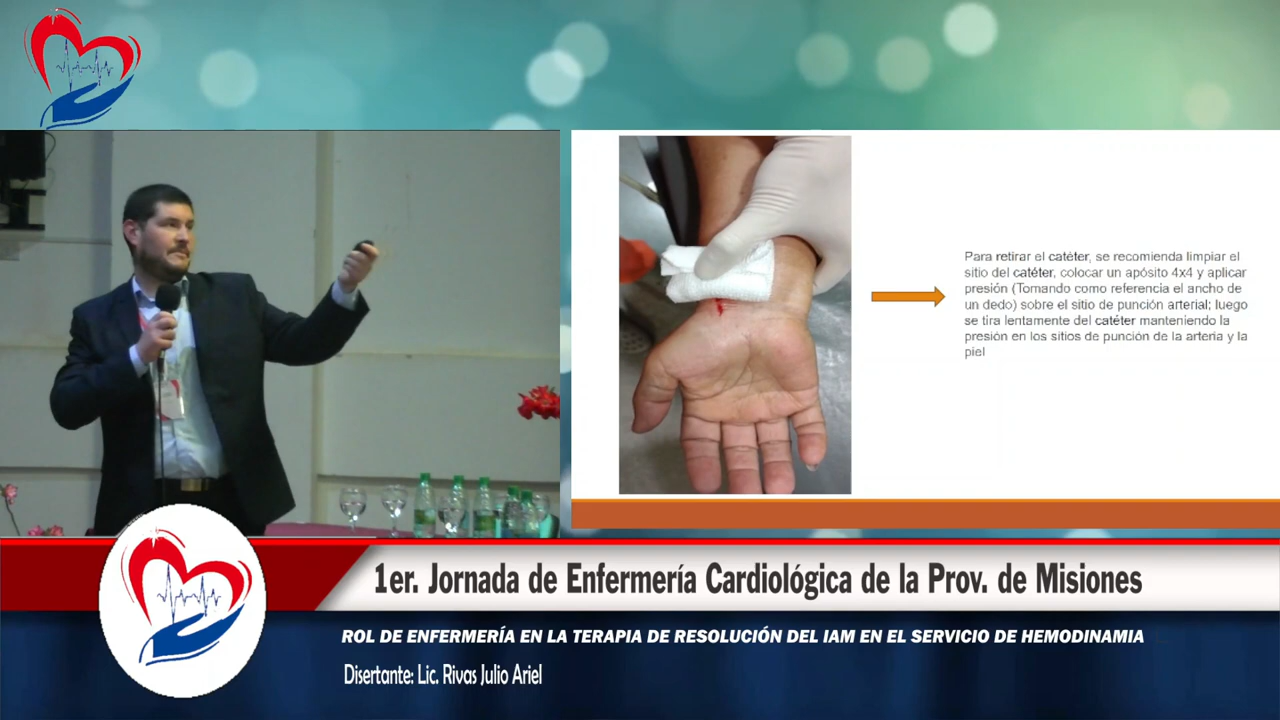 Para retirar el catéter, se recomienda limpiar el
sitio del catéter, colocar un apósito 4x4 y aplicar
presión (Tomando como referencia el ancho de
un dedo) sobre el sitio de punción arterial; luego
se tira lentamente del catéter manteniendo la
presión en los sitios de punción de la arteria y la
piel
1er. Jornada de Enfermería Cardiológica de la Prov. de Misiones
ROL DE ENFERMERÍA EN LA TERAPIA DE RESOLUCIÓN DEL IAM EN EL SERVICIO DE HEMODINAMIA
Disertante: Lic. Rivas Julio Ariel